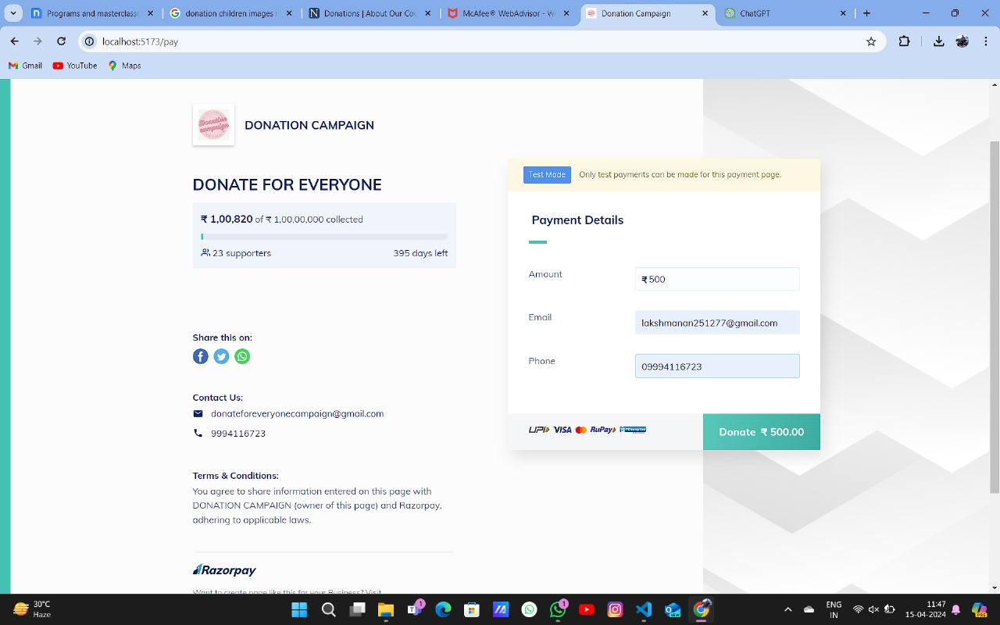 Programs and masterclass
donation children images
Donations | About Our Co
McAfee® WebAdvisor - W
Donation Campaign
ChatGPT
localhost:5173/pay
Gmail
YouTube
Maps
Donation campaign
DONATION CAMPAIGN
DONATE FOR EVERYONE
₹ 1,00,820 of ₹ 1,00,00,000 collected
23 supporters
395 days left
Share this on:
Contact Us:
donateforeveryonecampaign@gmail.com
9994116723
Terms & Conditions:
You agree to share information entered on this page with
DONATION CAMPAIGN (owner of this page) and Razorpay,
adhering to applicable laws.
Razorpay
Want to create page like this for your Business? Visit
Test Mode
Only test payments can be made for this payment page.
Payment Details
Amount
₹ 500
Email
lakshmanan251277@gmail.com
Phone
09994116723
UPI VISA RuPay
Donate ₹ 500.00
30°C
Haze
1
1
NEW
ENG
IN
11:47
15-04-2024
PRE